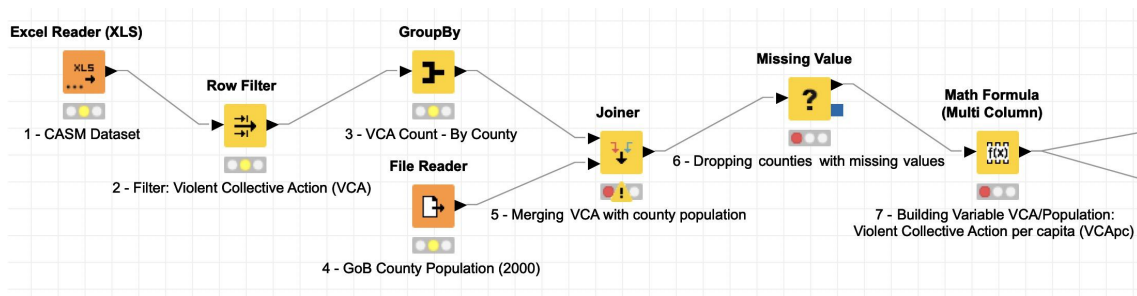 Excel Reader (XLS)
XLS
1 - CASM Dataset
Row Filter
2 - Filter: Violent Collective Action (VCA)
GroupBy
3 - VCA Count - By County
File Reader
4 - GoB County Population (2000)
Joiner
!
5 - Merging VCA with county population
Missing Value
?
6 - Dropping counties with missing values
Math Formula
(Multi Column)
f(x)
7 - Building Variable VCA/Population:
Violent Collective Action per capita (VCApc)